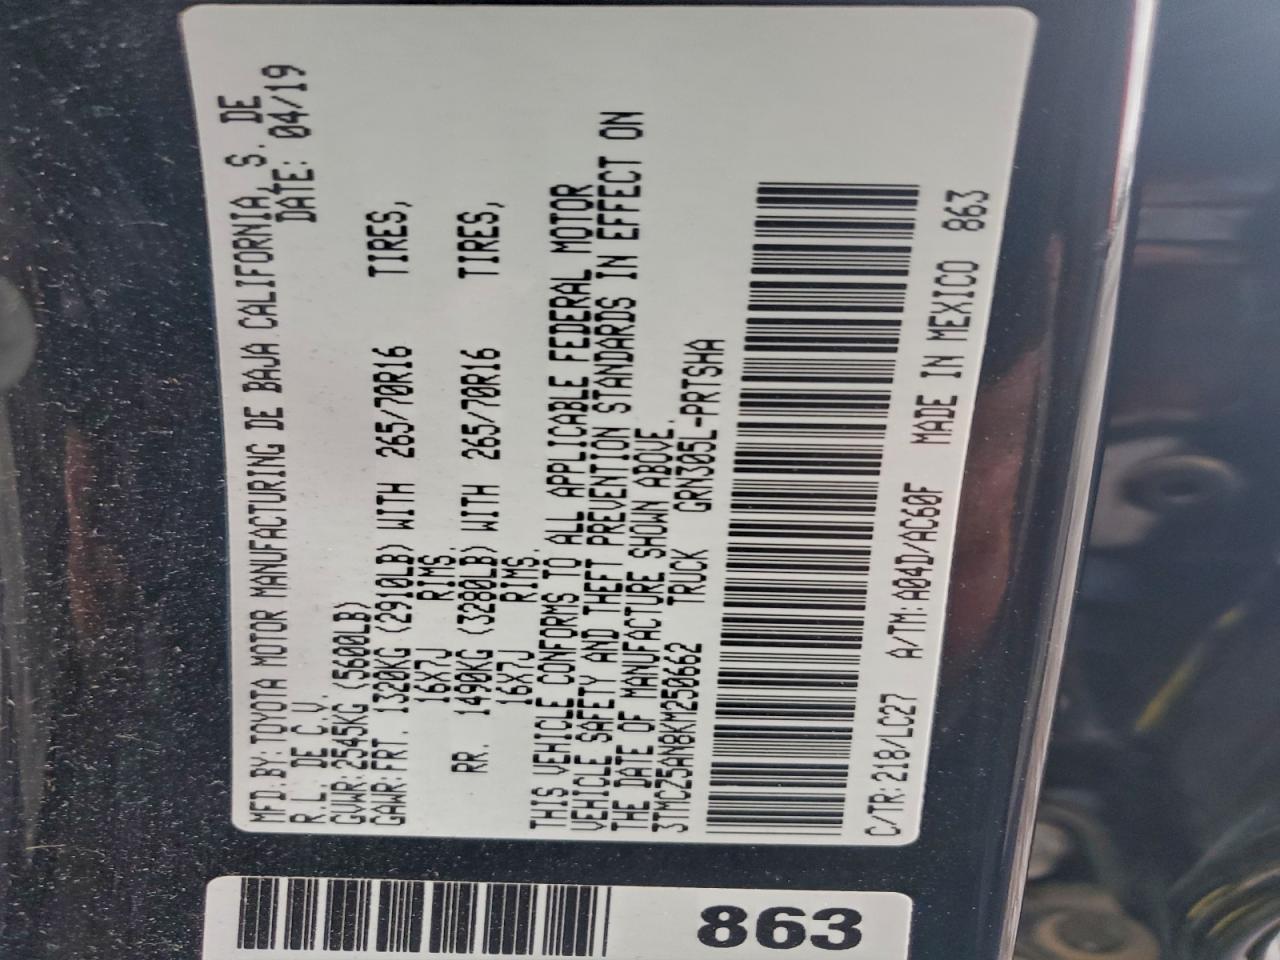 MFD.BY:TOYOTA MOTOR MANUFACTURING DE BAJA CALIFORNIA, S. DE
R.L. DE C.V. DATE: 04/19
GVWR:2545KG (5600LB)
GAWR:FRT. 1320KG (2910LB) WITH 265/70R16 TIRES,
16X7J RIMS.
RR. 1490KG (3280LB) WITH 265/70R16 TIRES,
16X7J RIMS.
THIS VEHICLE CONFORMS TO ALL APPLICABLE FEDERAL MOTOR
VEHICLE SAFETY AND THEFT PREVENTION STANDARDS IN EFFECT ON
THE DATE OF MANUFACTURE SHOWN ABOVE.
3TMCZ5AN8KM250662 TRUCK GRN305L-PRTSHA
C/TR:218/LC27 A/TM:A04D/AC60F MADE IN MEXICO 863
863